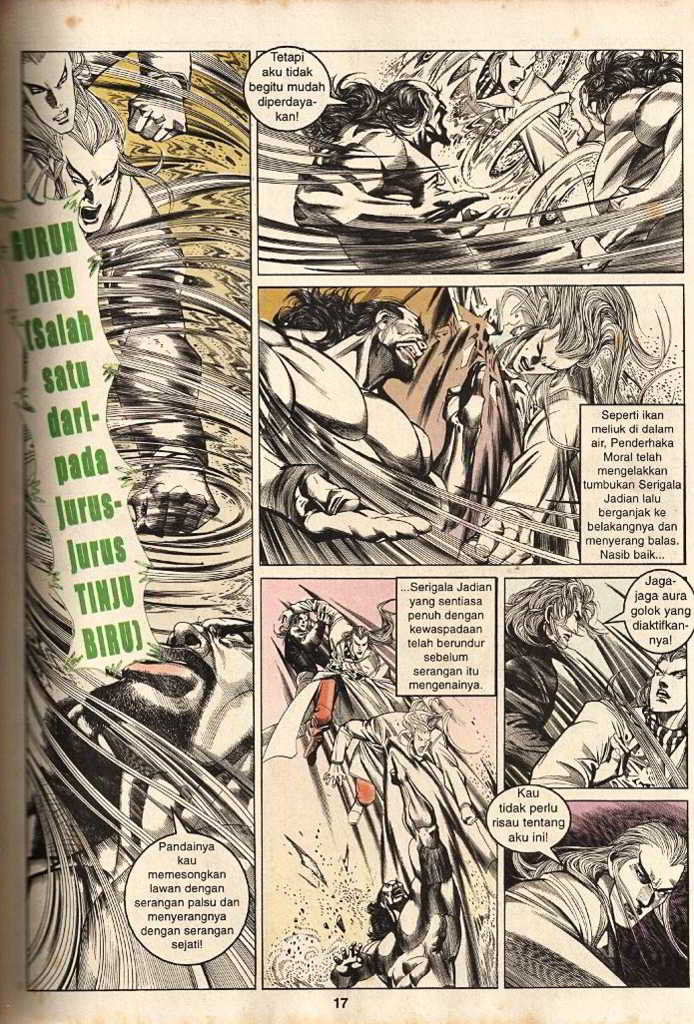 GURUH
BIRU
(Salah
satu
dari-
pada
Jurus-
Jurus
TINJU
BIRU)
Pandainya
kau
memesongkan
lawan dengan
serangan palsu dan
menyerangnya
dengan serangan
sejati!
Tetapi
aku tidak
begitu mudah
diperdaya-
kan!
Seperti ikan
meliuk di dalam
air, Penderhaka
Moral telah
mengelakkan
tumbukan Serigala
Jadian lalu
berganjak ke
belakangnya dan
menyerang balas.
Nasib baik...
...Serigala Jadian
yang sentiasa
penuh dengan
kewaspadaan
telah berundur
sebelum
serangan itu
mengenainya.
Jaga-
jaga aura
golok yang
diaktifkan-
nya!
Kau
tidak perlu
risau tentang
aku ini!
17